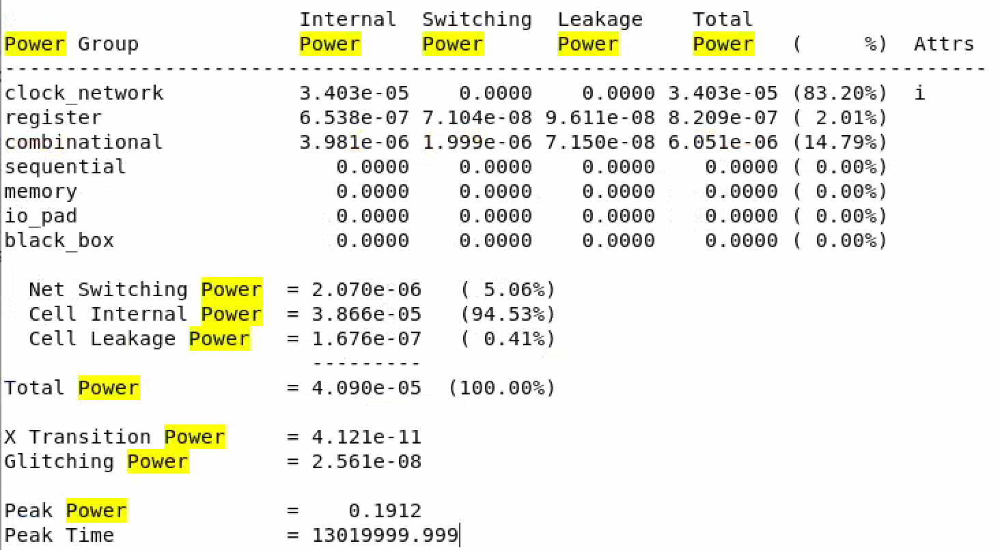 Internal  Switching  Leakage    Total
Power Group             Power     Power      Power      Power   (     %)  Attrs
--------------------------------------------------------------------------------
clock_network           3.403e-05    0.0000    0.0000 3.403e-05 (83.20%)  i
register                6.538e-07 7.104e-08 9.611e-08 8.209e-07 ( 2.01%)
combinational           3.981e-06 1.999e-06 7.150e-08 6.051e-06 (14.79%)
sequential                 0.0000    0.0000    0.0000    0.0000 ( 0.00%)
memory                     0.0000    0.0000    0.0000    0.0000 ( 0.00%)
io_pad                     0.0000    0.0000    0.0000    0.0000 ( 0.00%)
black_box                  0.0000    0.0000    0.0000    0.0000 ( 0.00%)
  Net Switching Power  = 2.070e-06   ( 5.06%)
  Cell Internal Power  = 3.866e-05   (94.53%)
  Cell Leakage Power   = 1.676e-07   ( 0.41%)
                         ---------
Total Power            = 4.090e-05  (100.00%)
X Transition Power     = 4.121e-11
Glitching Power        = 2.561e-08
Peak Power             =    0.1912
Peak Time              = 13019999.999